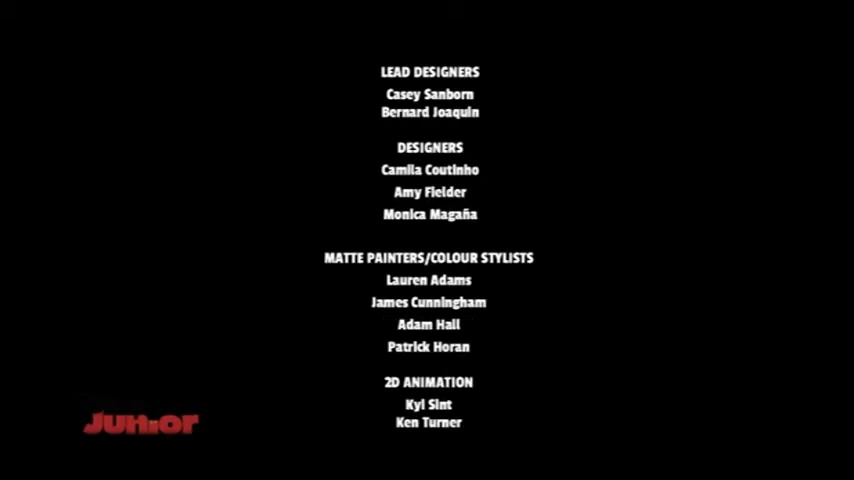 LEAD DESIGNERS
Casey Sanborn
Bernard Joaquin
DESIGNERS
Camila Coutinho
Amy Fielder
Monica Magaña
MATTE PAINTERS/COLOUR STYLISTS
Lauren Adams
James Cunningham
Adam Hall
Patrick Horan
2D ANIMATION
Kyl Sint
Ken Turner
Junior